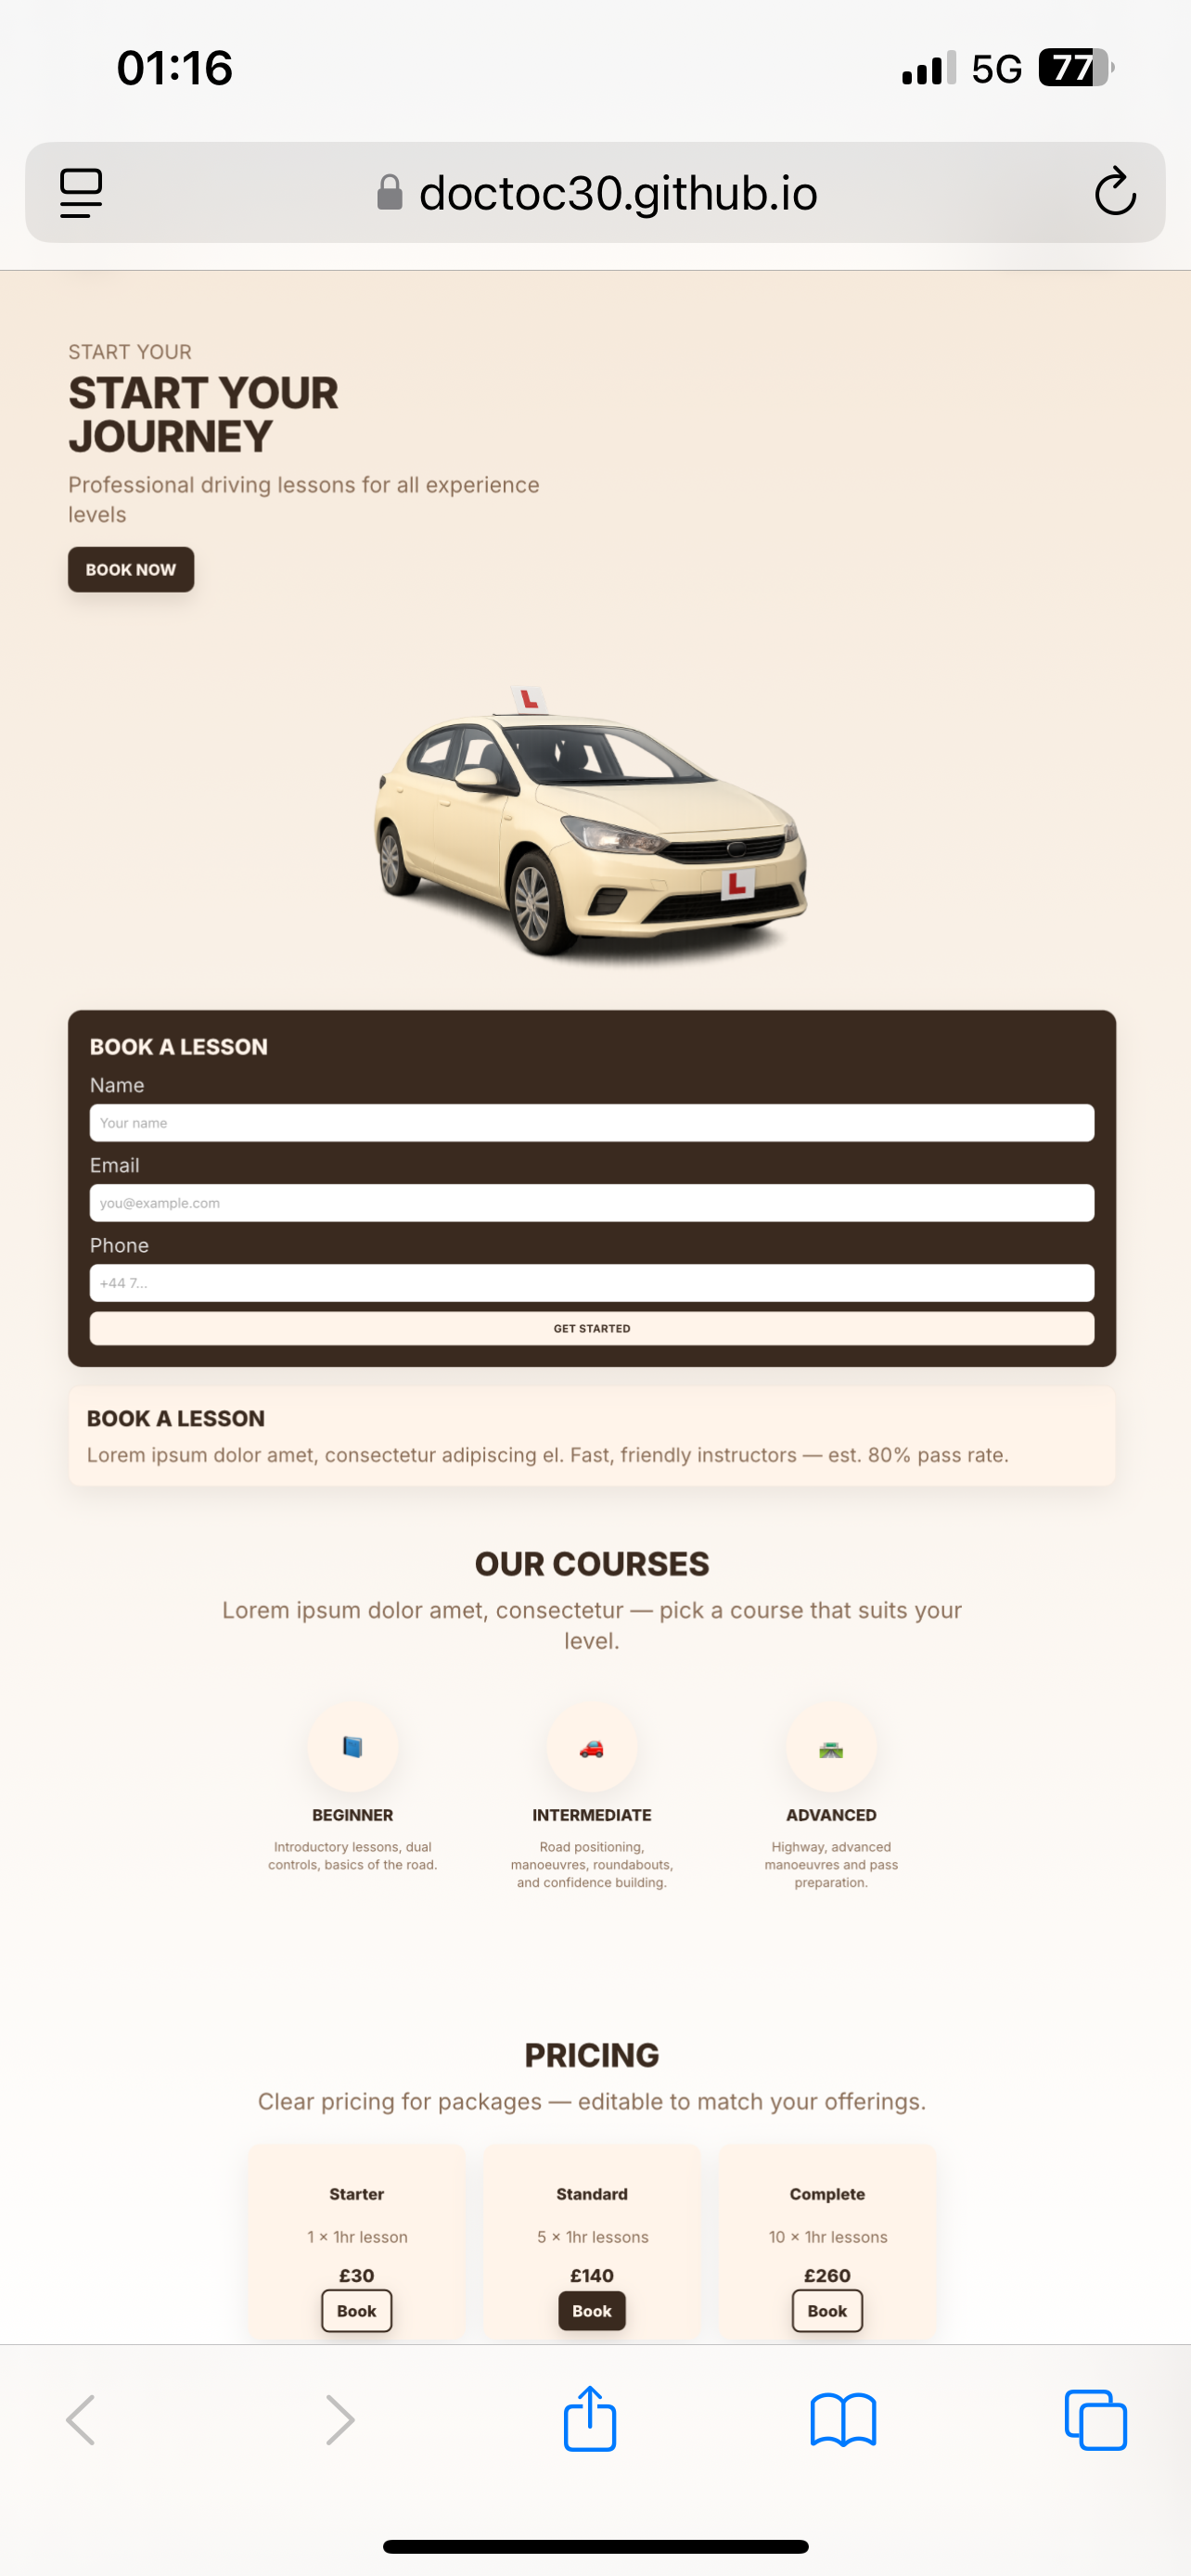 01:16
5G
77
doctoc30.github.io
START YOUR
START YOUR
JOURNEY
Professional driving lessons for all experience
levels
BOOK NOW
L
L
BOOK A LESSON
Name
Your name
Email
you@example.com
Phone
+44 7...
GET STARTED
BOOK A LESSON
Lorem ipsum dolor amet, consectetur adipiscing el. Fast, friendly instructors — est. 80% pass rate.
OUR COURSES
Lorem ipsum dolor amet, consectetur — pick a course that suits your
level.
BEGINNER
Introductory lessons, dual
controls, basics of the road.
INTERMEDIATE
Road positioning,
manoeuvres, roundabouts,
and confidence building.
ADVANCED
Highway, advanced
manoeuvres and pass
preparation.
PRICING
Clear pricing for packages — editable to match your offerings.
Starter
1 × 1hr lesson
£30
Book
Standard
5 × 1hr lessons
£140
Book
Complete
10 × 1hr lessons
£260
Book